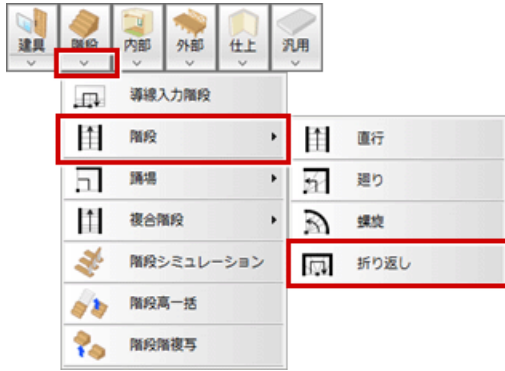 建具 階段 内部 外部 仕上 汎用
導線入力階段
階段
踊場
複合階段
階段シミュレーション
階段高一括
階段階複写
直行
廻り
螺旋
折り返し